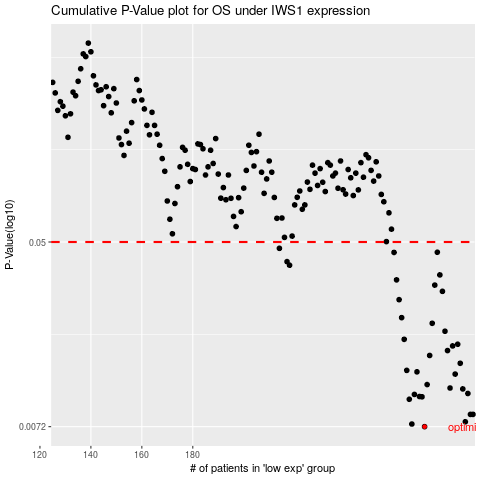 Cumulative P-Value plot for OS under IWS1 expression
P-Value(log10)
0.05
0.0072
optimi
120
140
160
180
# of patients in 'low exp' group